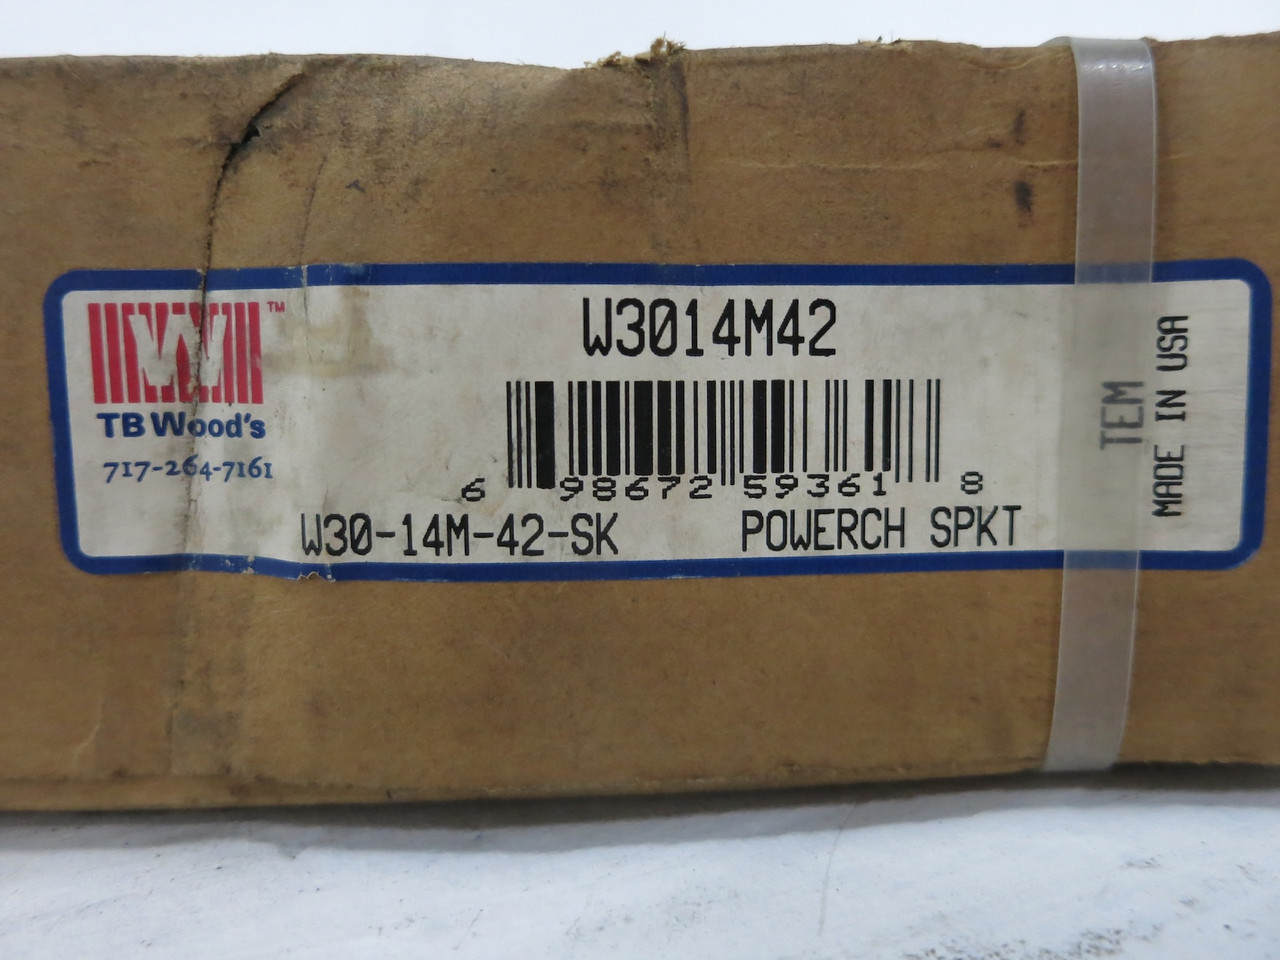 W3014M42
TM
TB Wood's
717-264-7161
6 98672 59361 8
W30-14M-42-SK POWERCH SPKT
TEM
MADE IN USA